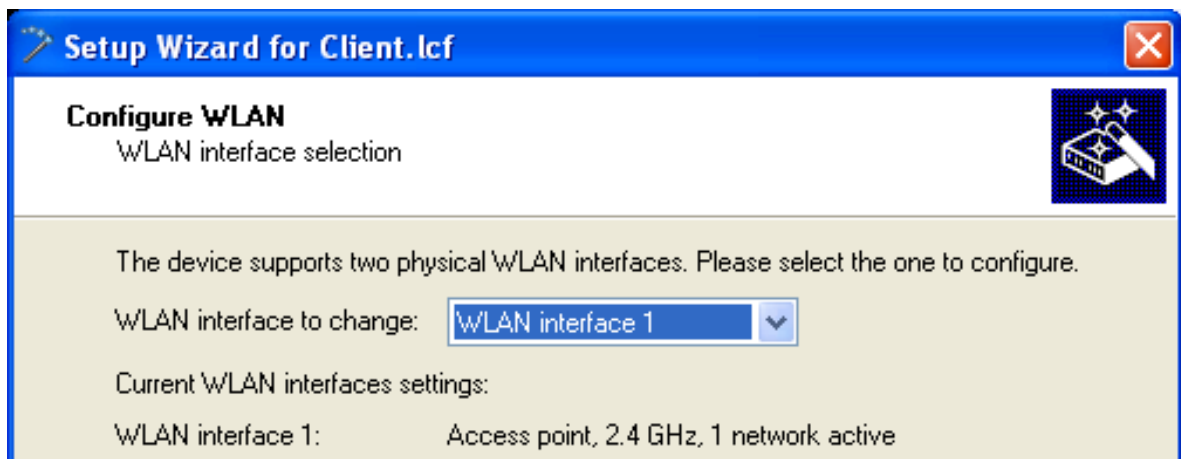 Setup Wizard for Client.lcf
Configure WLAN
WLAN interface selection
The device supports two physical WLAN interfaces. Please select the one to configure.
WLAN interface to change: WLAN interface 1
Current WLAN interfaces settings:
WLAN interface 1: Access point, 2.4 GHz, 1 network active